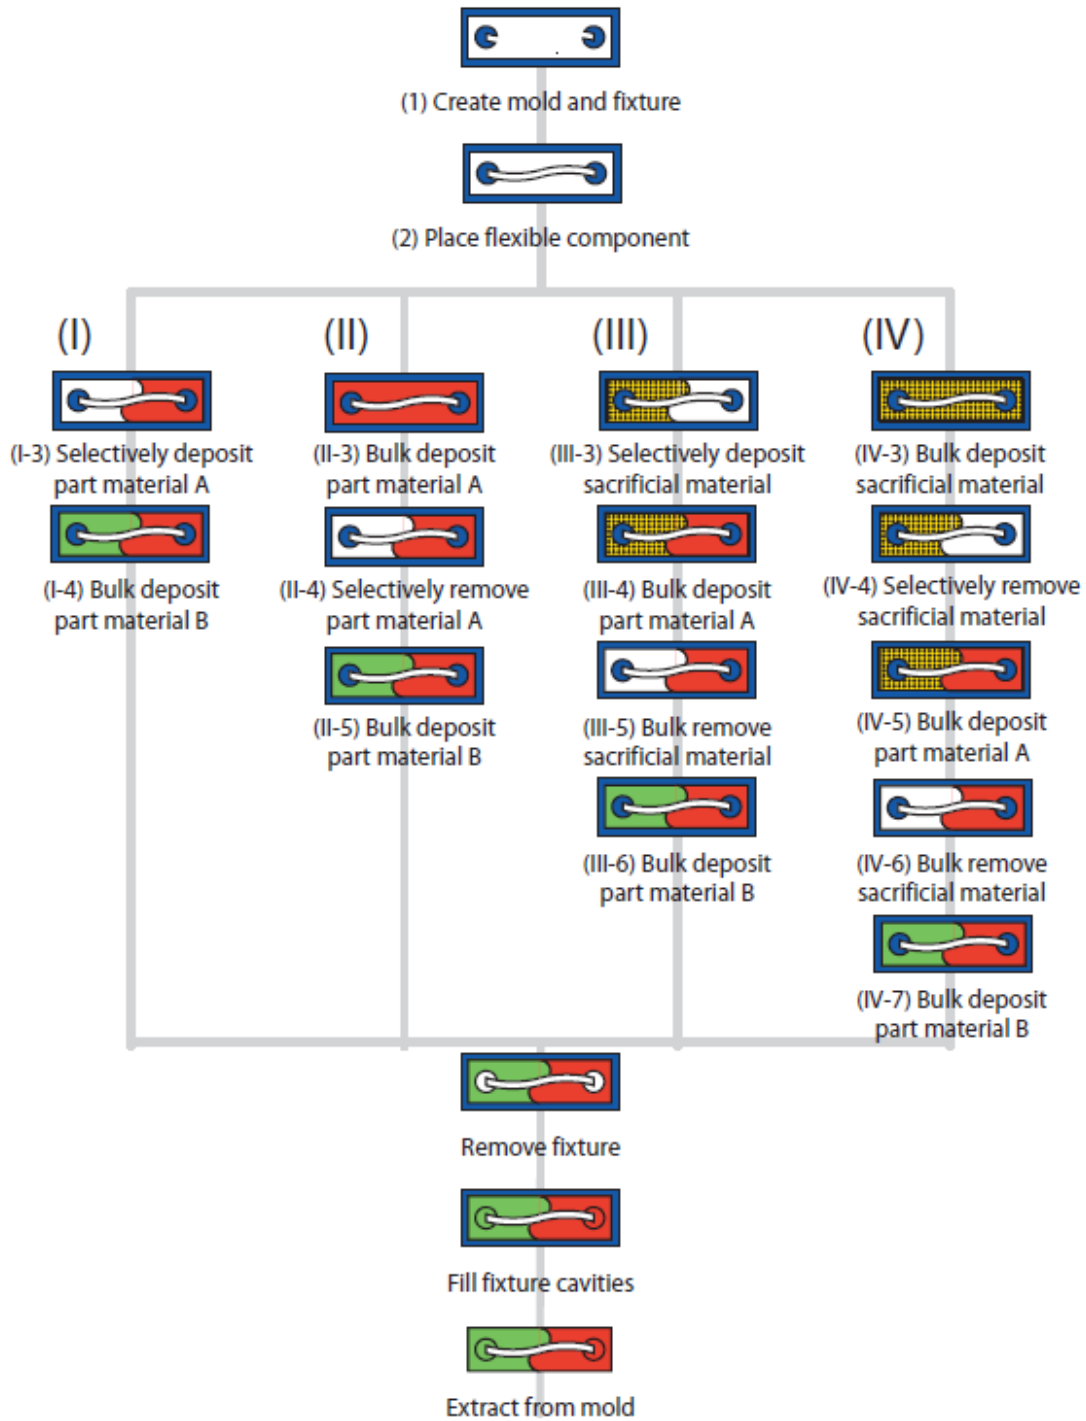 (1) Create mold and fixture
(2) Place flexible component
(I)
(II)
(III)
(IV)
(I-3) Selectively deposit
part material A
(II-3) Bulk deposit
part material A
(III-3) Selectively deposit
sacrificial material
(IV-3) Bulk deposit
sacrificial material
(I-4) Bulk deposit
part material B
(II-4) Selectively remove
part material A
(III-4) Bulk deposit
part material A
(IV-4) Selectively remove
sacrificial material
(II-5) Bulk deposit
part material B
(III-5) Bulk remove
sacrificial material
(IV-5) Bulk deposit
part material A
(III-6) Bulk deposit
part material B
(IV-6) Bulk remove
sacrificial material
(IV-7) Bulk deposit
part material B
Remove fixture
Fill fixture cavities
Extract from mold